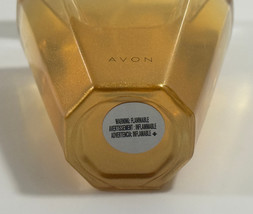 AVON
WARNING: FLAMMABLE
AVERTISSEMENT: INFLAMMABLE
ADVERTENCIA: INFLAMABLE